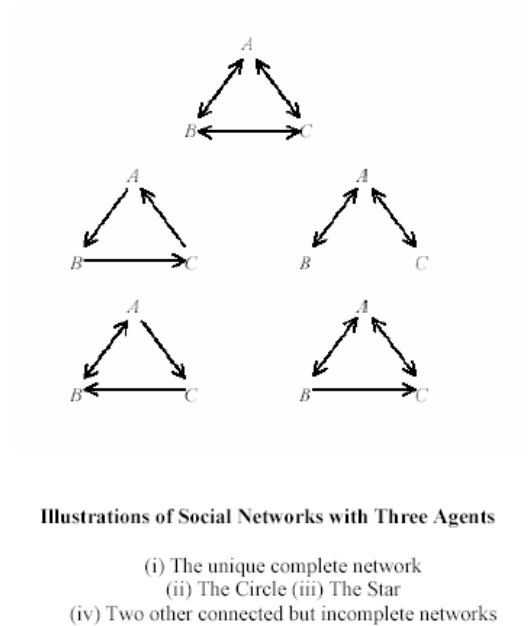 A
B C
A A
B C B C
A A
B C B C
Illustrations of Social Networks with Three Agents
(i) The unique complete network
(ii) The Circle (iii) The Star
(iv) Two other connected but incomplete networks